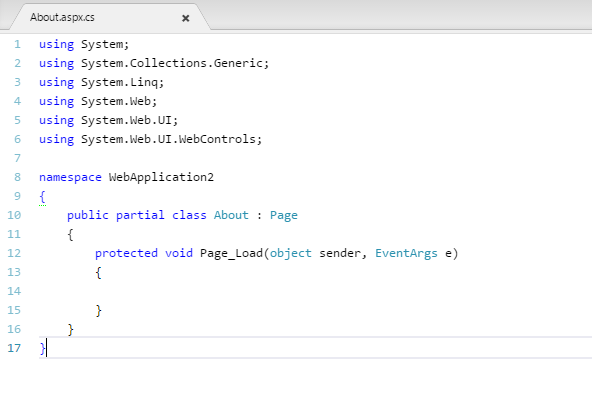 About.aspx.cs ×
1 using System;
2 using System.Collections.Generic;
3 using System.Linq;
4 using System.Web;
5 using System.Web.UI;
6 using System.Web.UI.WebControls;
7
8 namespace WebApplication2
9 {
10     public partial class About : Page
11     {
12         protected void Page_Load(object sender, EventArgs e)
13         {
14
15         }
16     }
17 }